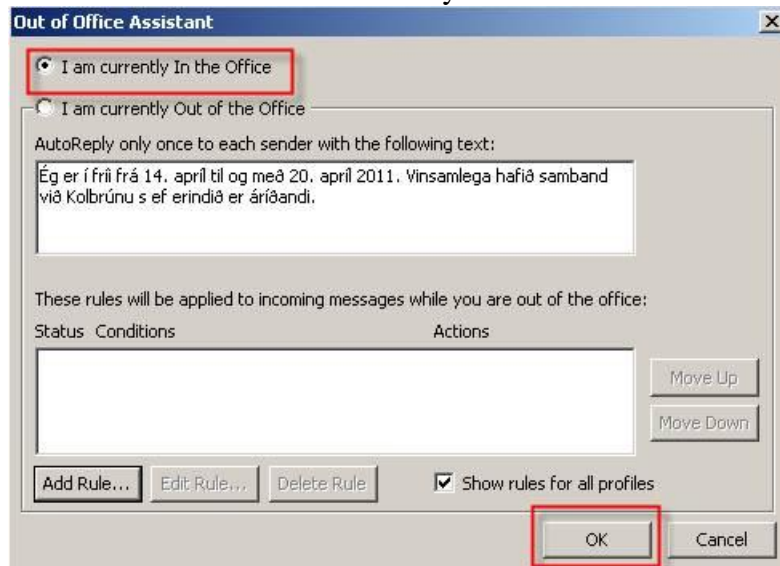 Out of Office Assistant
I am currently In the Office
I am currently Out of the Office
AutoReply only once to each sender with the following text:
Ég er í fríi frá 14. apríl til og með 20. apríl 2011. Vinsamlega hafið samband
við Kolbrúnu s ef erindið er áríðandi.
These rules will be applied to incoming messages while you are out of the office:
Status Conditions Actions
Move Up
Move Down
Add Rule... Edit Rule... Delete Rule Show rules for all profiles
OK Cancel